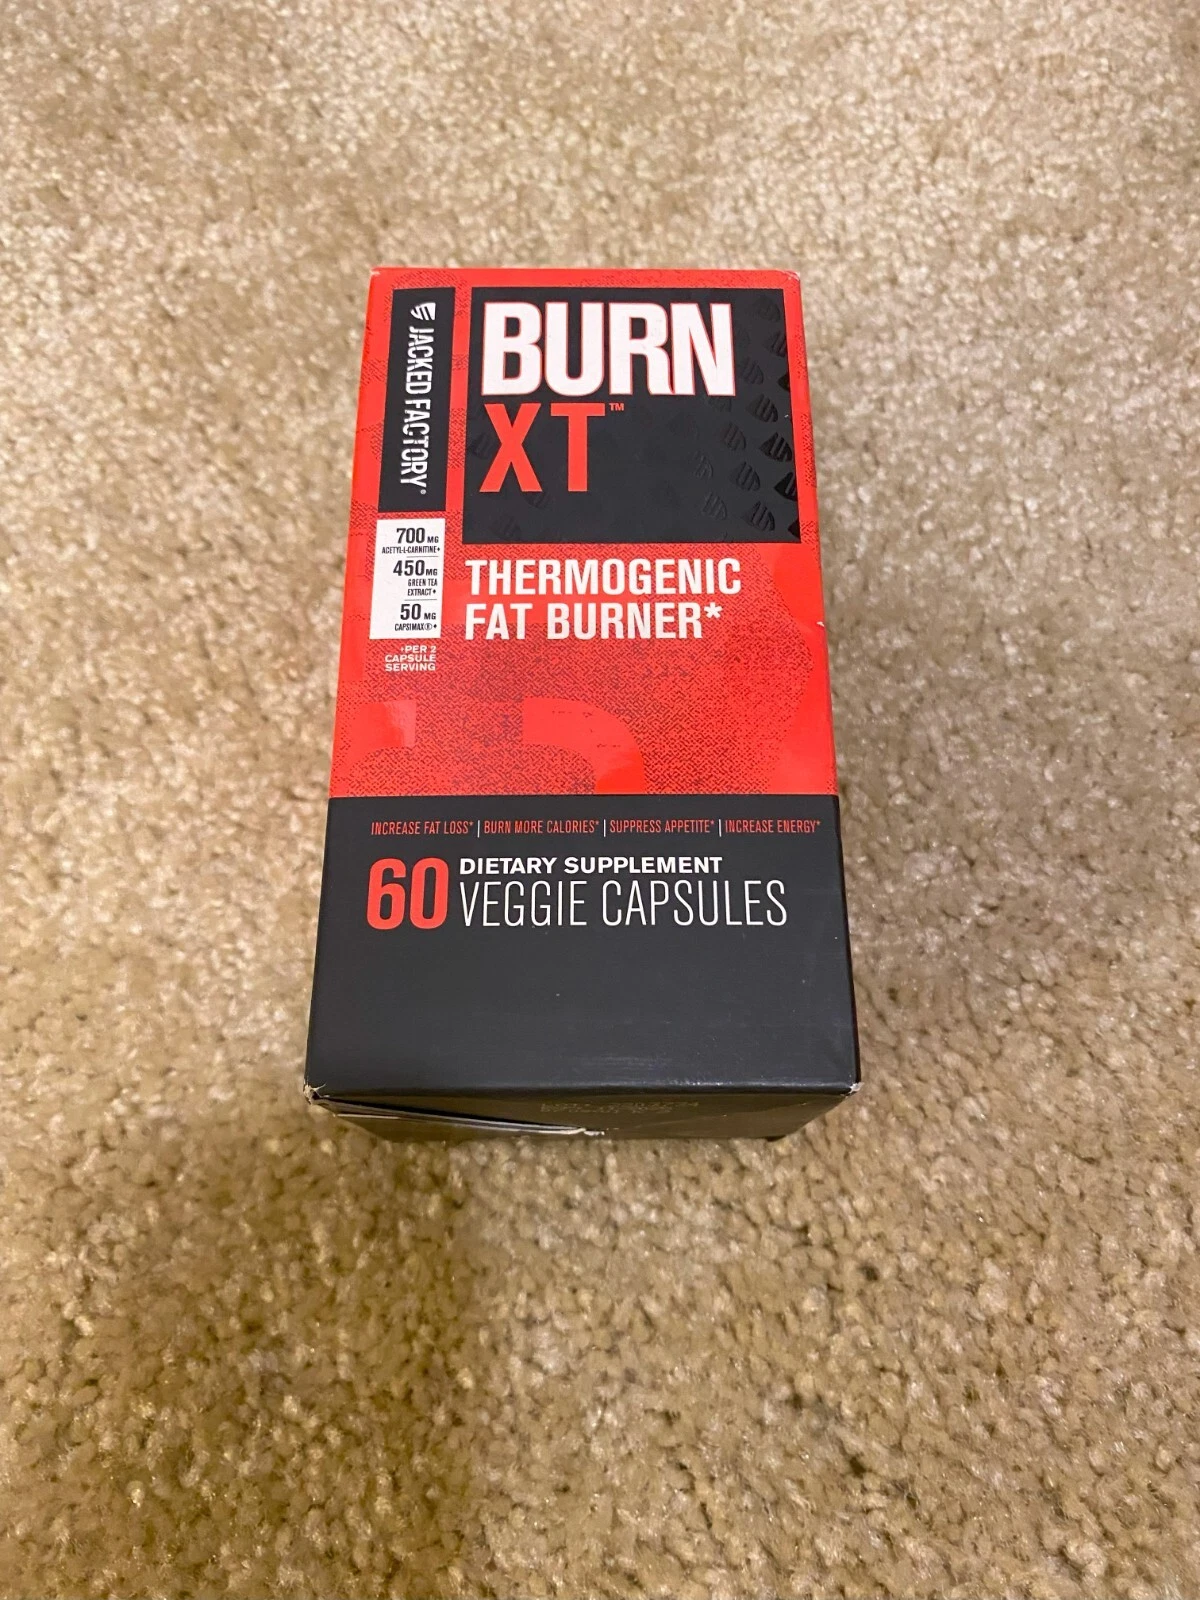 JACKED FACTORY®
BURN
XT™
700 MG
ACETYL-L-CARNITINE+
450 MG
GREEN TEA
EXTRACT+
50 MG
CAPSIMAX®+
+PER 2
CAPSULE
SERVING
THERMOGENIC
FAT BURNER*
INCREASE FAT LOSS* | BURN MORE CALORIES* | SUPPRESS APPETITE* | INCREASE ENERGY*
60
DIETARY SUPPLEMENT
VEGGIE CAPSULES